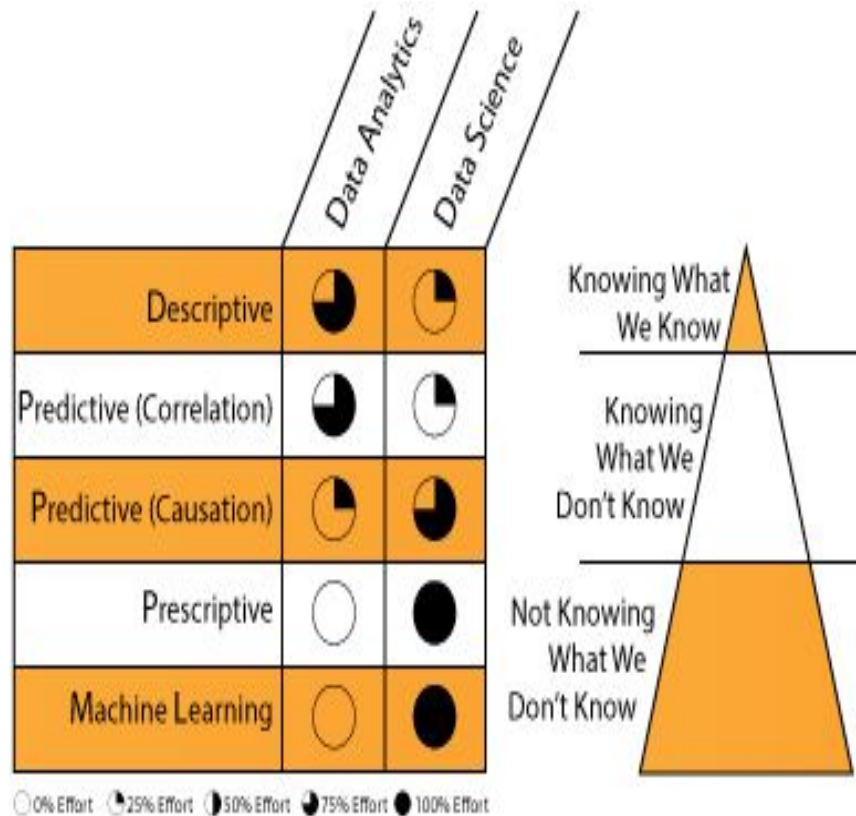 Data Analytics
Data Science
Descriptive
Predictive (Correlation)
Predictive (Causation)
Prescriptive
Machine Learning
Knowing What
We Know
Knowing
What We
Don't Know
Not Knowing
What We
Don't Know
0% Effort 25% Effort 50% Effort 75% Effort 100% Effort